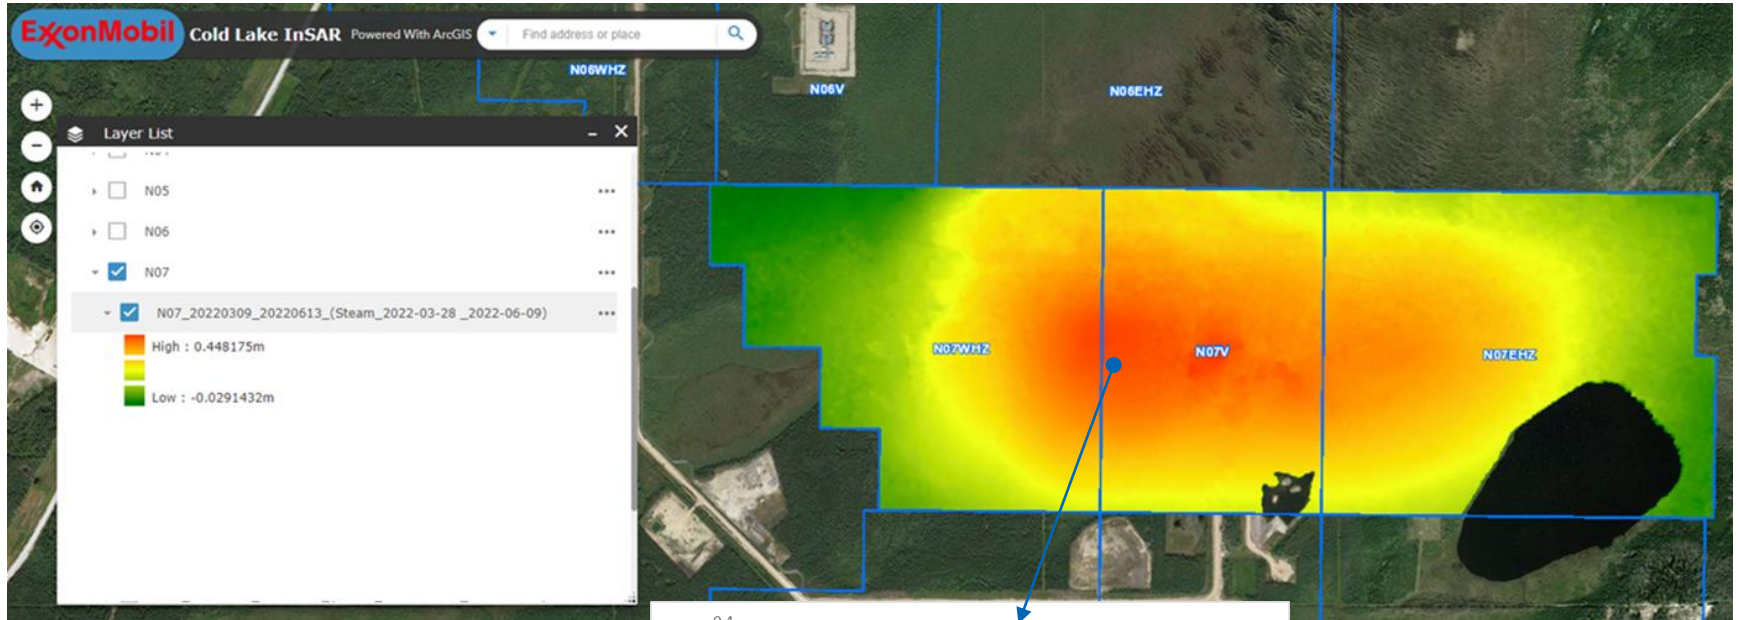 ExxonMobil Cold Lake InSAR Powered With ArcGIS Find address or place
N06WHZ
N06V
N06EHZ
Layer List
N05
N06
N07
N07_20220309_20220613_(Steam_2022-03-28 _2022-06-09)
High : 0.448175m
Low : -0.0291432m
N07WHZ
N07V
N07EHZ